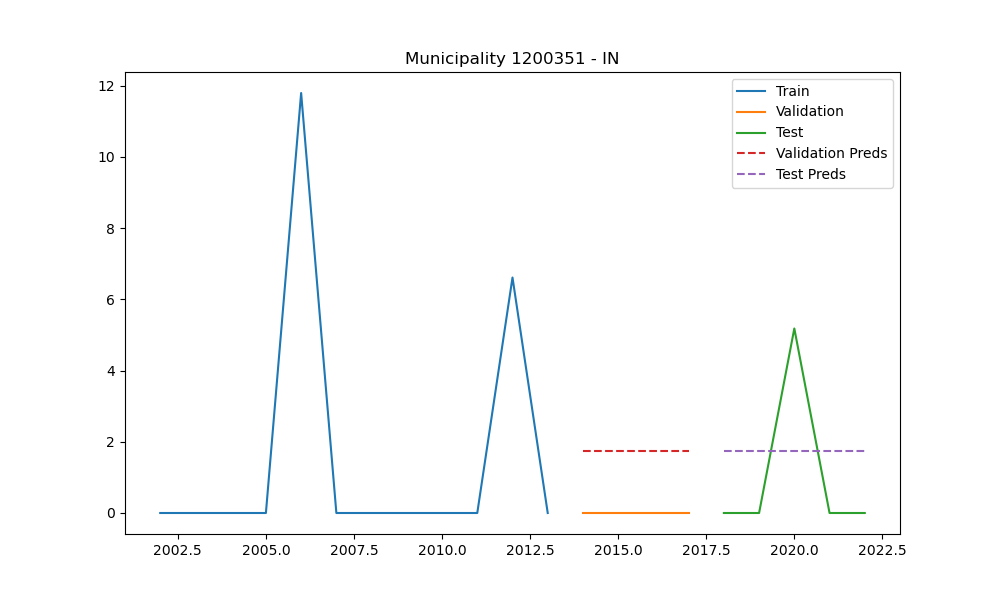 Municipality 1200351 - IN
12
10
8
6
4
2
0
Train
Validation
Test
Validation Preds
Test Preds
2002.5 2005.0 2007.5 2010.0 2012.5 2015.0 2017.5 2020.0 2022.5